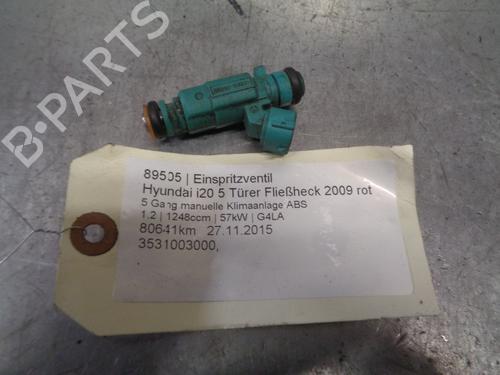 B-PARTS
89505 | Einspritzventil
Hyundai i20 5 Türer Fließheck 2009 rot
5 Gang manuelle Klimaanlage ABS
1.2 | 1248ccm | 57kW | G4LA
80641km 27.11.2015
3531003000,